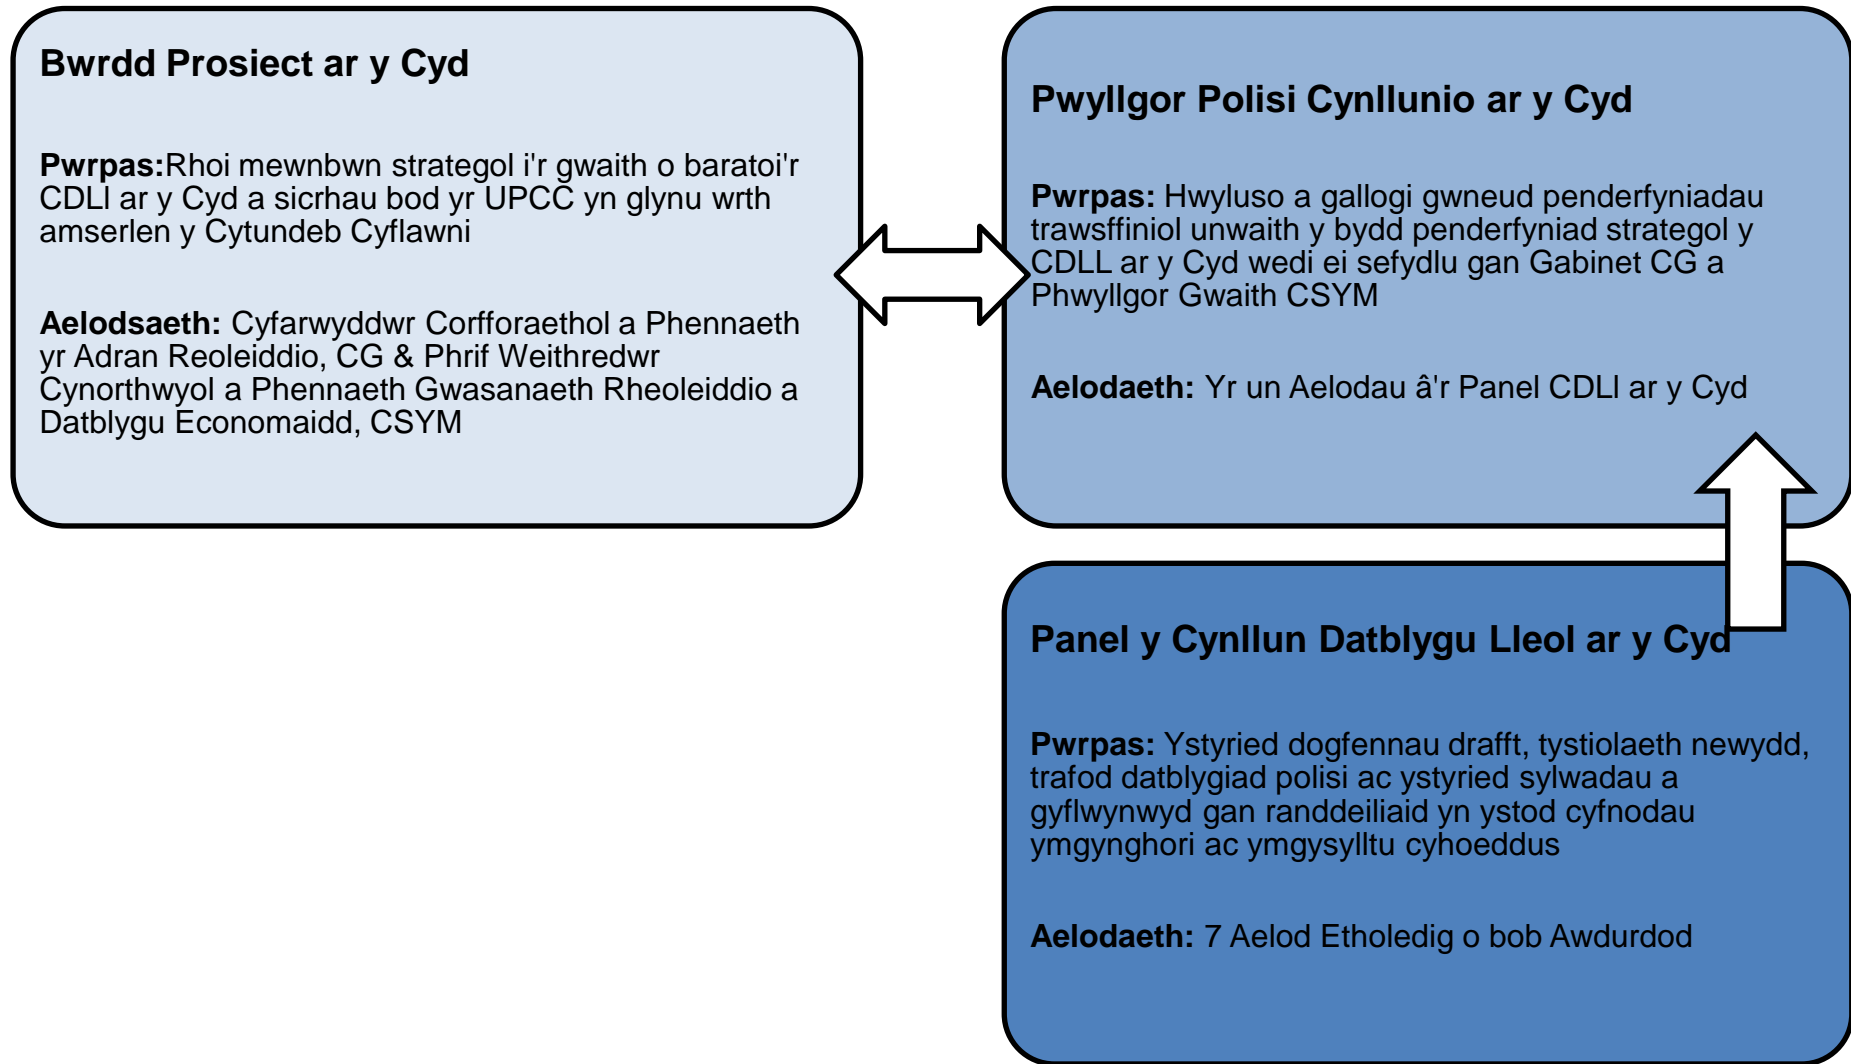 Bwrdd Prosiect ar y Cyd
Pwrpas:Rhoi mewnbwn strategol i'r gwaith o baratoi'r
CDLl ar y Cyd a sicrhau bod yr UPCC yn glynu wrth
amserlen y Cytundeb Cyflawni
Aelodsaeth: Cyfarwyddwr Corfforaethol a Phennaeth
yr Adran Reoleiddio, CG & Phrif Weithredwr
Cynorthwyol a Phennaeth Gwasanaeth Rheoleiddio a
Datblygu Economaidd, CSYM
Pwyllgor Polisi Cynllunio ar y Cyd
Pwrpas: Hwyluso a gallogi gwneud penderfyniadau
trawsffiniol unwaith y bydd penderfyniad strategol y
CDLL ar y Cyd wedi ei sefydlu gan Gabinet CG a
Phwyllgor Gwaith CSYM
Aelodaeth: Yr un Aelodau â'r Panel CDLl ar y Cyd
Panel y Cynllun Datblygu Lleol ar y Cyd
Pwrpas: Ystyried dogfennau drafft, tystiolaeth newydd,
trafod datblygiad polisi ac ystyried sylwadau a
gyflwynwyd gan randdeiliaid yn ystod cyfnodau
ymgynghori ac ymgysylltu cyhoeddus
Aelodaeth: 7 Aelod Etholedig o bob Awdurdod